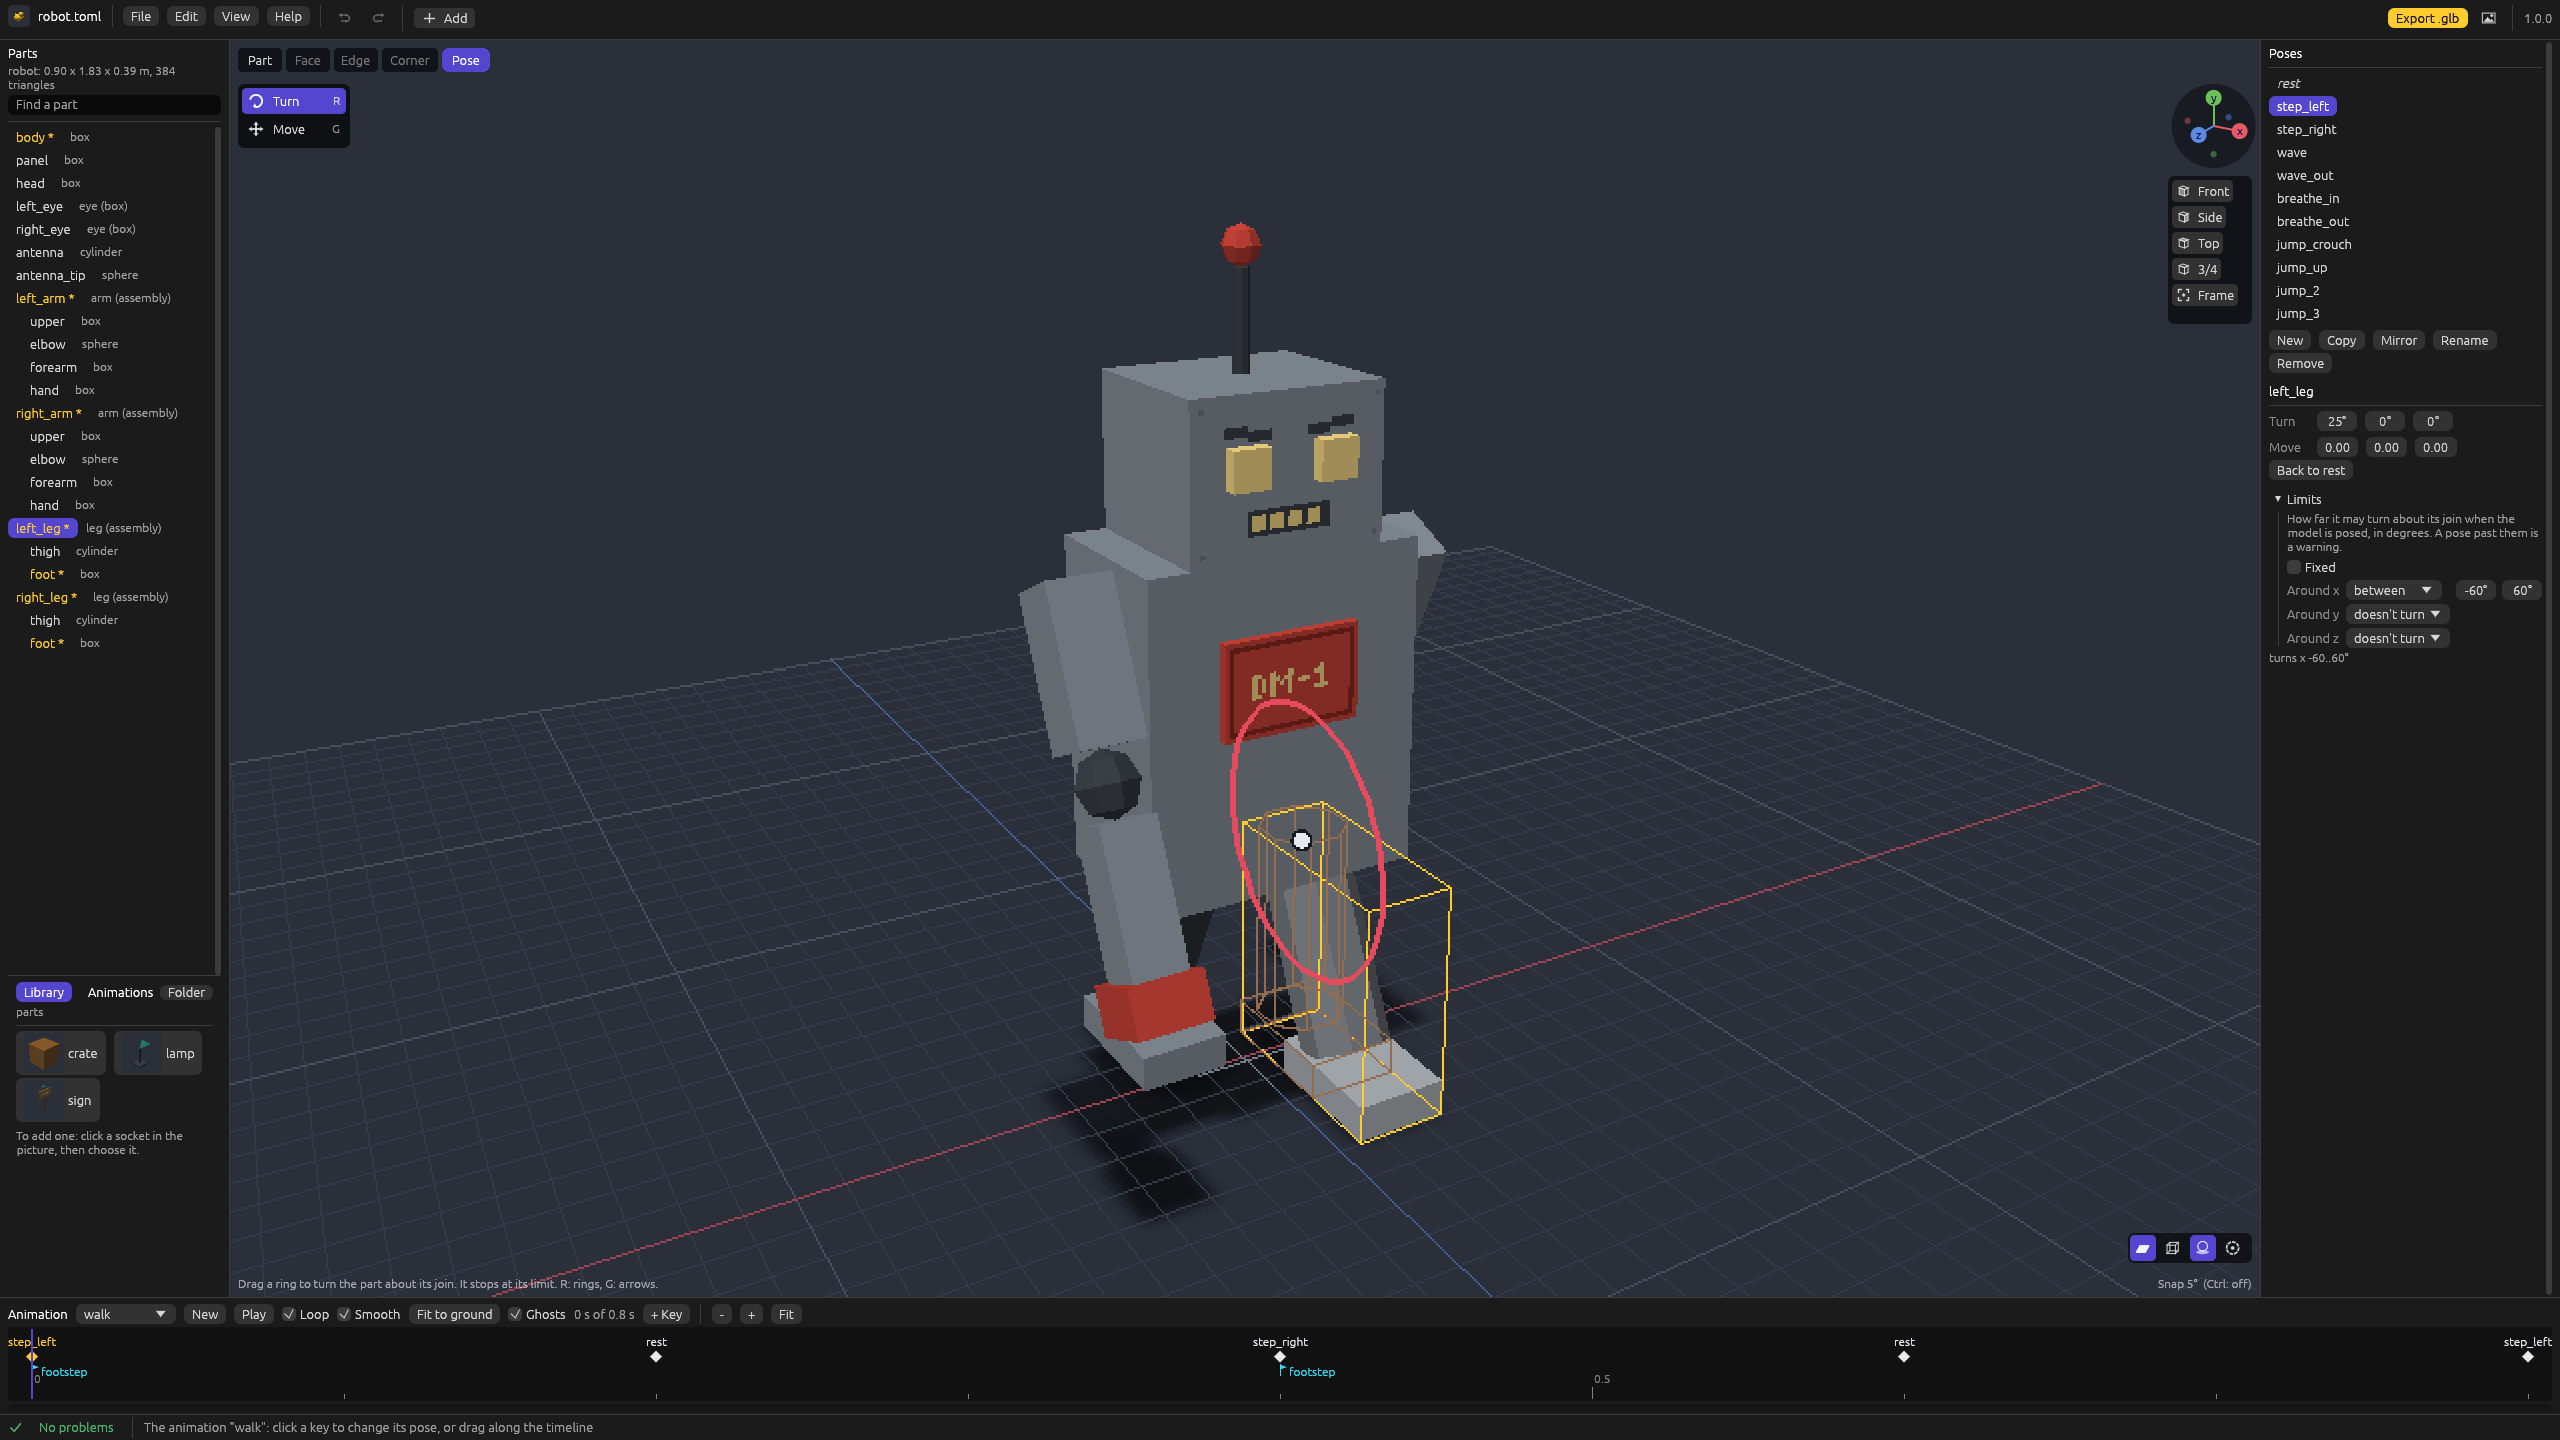 robot.toml File Edit View Help Add Export .glb 1.0.0
Parts
robot: 0.90 x 1.83 x 0.39 m, 384
triangles
Find a part
body * box
panel box
head box
left_eye eye (box)
right_eye eye (box)
antenna cylinder
antenna_tip sphere
left_arm * arm (assembly)
upper box
elbow sphere
forearm box
hand box
right_arm * arm (assembly)
upper box
elbow sphere
forearm box
hand box
left_leg * leg (assembly)
thigh cylinder
foot * box
right_leg * leg (assembly)
thigh cylinder
foot * box
Library Animations Folder
parts
crate lamp
sign
To add one: click a socket in the
picture, then choose it.
Part Face Edge Corner Pose
Turn R
Move G
y
x
z
Front
Side
Top
3/4
Frame
DM-1
Drag a ring to turn the part about its join. It stops at its limit. R: rings, G: arrows.
Snap 5° (Ctrl: off)
Poses
rest
step_left
step_right
wave
wave_out
breathe_in
breathe_out
jump_crouch
jump_up
jump_2
jump_3
New Copy Mirror Rename
Remove
left_leg
Turn 25° 0° 0°
Move 0.00 0.00 0.00
Back to rest
Limits
How far it may turn about its join when the
model is posed, in degrees. A pose past them is
a warning.
Fixed
Around x between -60° 60°
Around y doesn't turn
Around z doesn't turn
turns x -60..60°
Animation walk New Play Loop Smooth Fit to ground Ghosts 0 s of 0.8 s + Key - + Fit
step_left rest step_right rest step_left
footstep footstep
0 0.5
No problems The animation "walk": click a key to change its pose, or drag along the timeline